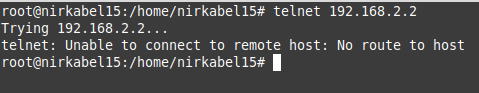 root@nirkabel15:/home/nirkabel15# telnet 192.168.2.2
Trying 192.168.2.2...
telnet: Unable to connect to remote host: No route to host
root@nirkabel15:/home/nirkabel15#